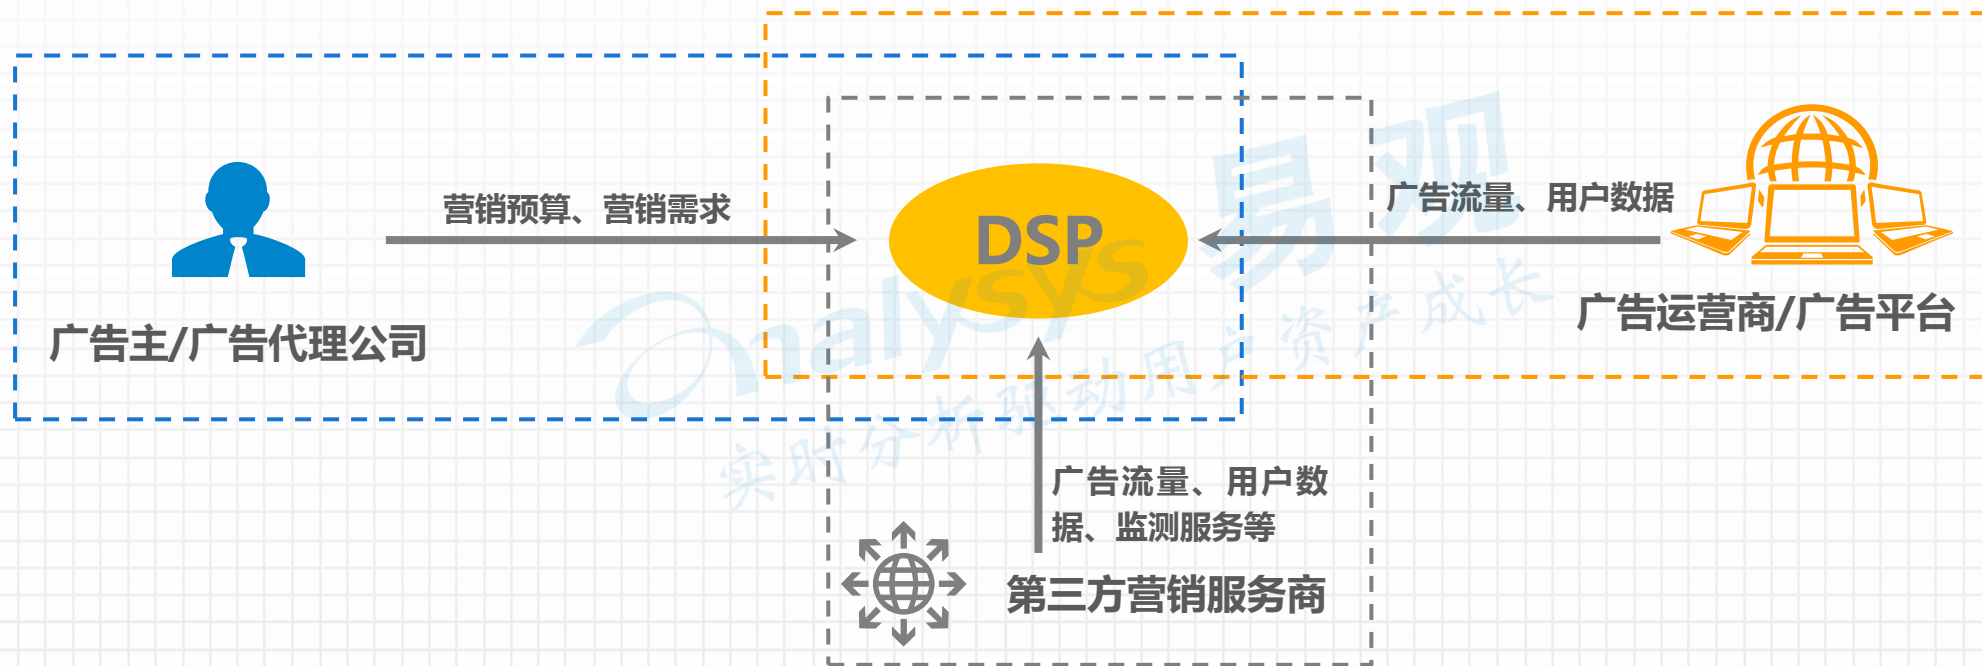 营销预算、营销需求
DSP
广告流量、用户数据
广告主/广告代理公司
广告运营商/广告平台
analysys 易观
实时分析驱动用户资产成长
广告流量、用户数
据、监测服务等
第三方营销服务商